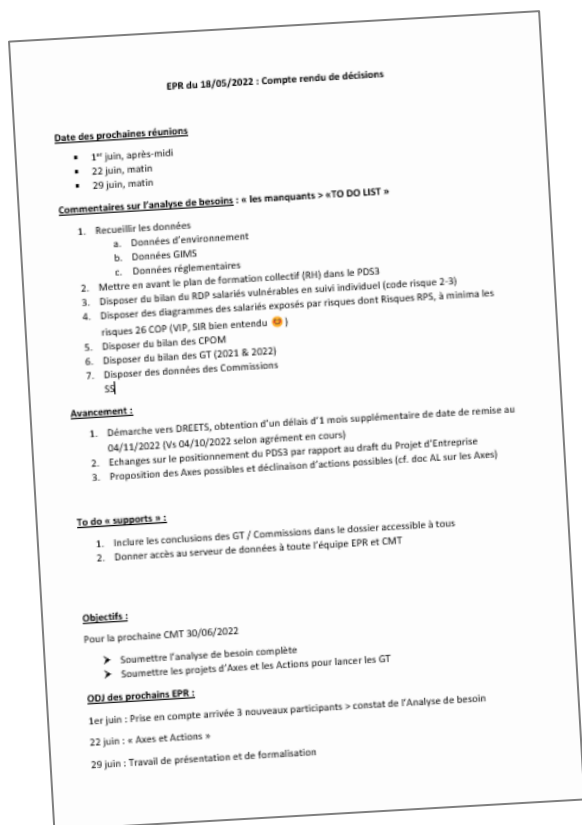 EPR du 18/05/2022 : Compte rendu de décisions
Date des prochaines réunions
▪ 1er juin, après-midi
▪ 22 juin, matin
▪ 29 juin, matin
Commentaires sur l'analyse de besoins : « les manquants > «TO DO LIST »
1. Recueillir les données
a. Données d'environnement
b. Données GIMS
c. Données réglementaires
2. Mettre en avant le plan de formation collectif (RH) dans le PDS3
3. Disposer du bilan du RDP salariés vulnérables en suivi individuel (code risque 2-3)
4. Disposer des diagrammes des salariés exposés par risques dont Risques RPS, à minima les
risques 26 COP (VIP, SIR bien entendu 😊 )
5. Disposer du bilan des CPOM
6. Disposer du bilan des GT (2021 & 2022)
7. Disposer des données des Commissions
SS
Avancement :
1. Démarche vers DREETS, obtention d'un délais d'1 mois supplémentaire de date de remise au
04/11/2022 (Vs 04/10/2022 selon agrément en cours)
2. Echanges sur le positionnement du PDS3 par rapport au draft du Projet d'Entreprise
3. Proposition des Axes possibles et déclinaison d'actions possibles (cf. doc AL sur les Axes)
To do « supports » :
1. Inclure les conclusions des GT / Commissions dans le dossier accessible à tous
2. Donner accès au serveur de données à toute l'équipe EPR et CMT
Objectifs :
Pour la prochaine CMT 30/06/2022
➤ Soumettre l'analyse de besoin complète
➤ Soumettre les projets d'Axes et les Actions pour lancer les GT
ODJ des prochains EPR :
1er juin : Prise en compte arrivée 3 nouveaux participants > constat de l'Analyse de besoin
22 juin : « Axes et Actions »
29 juin : Travail de présentation et de formalisation